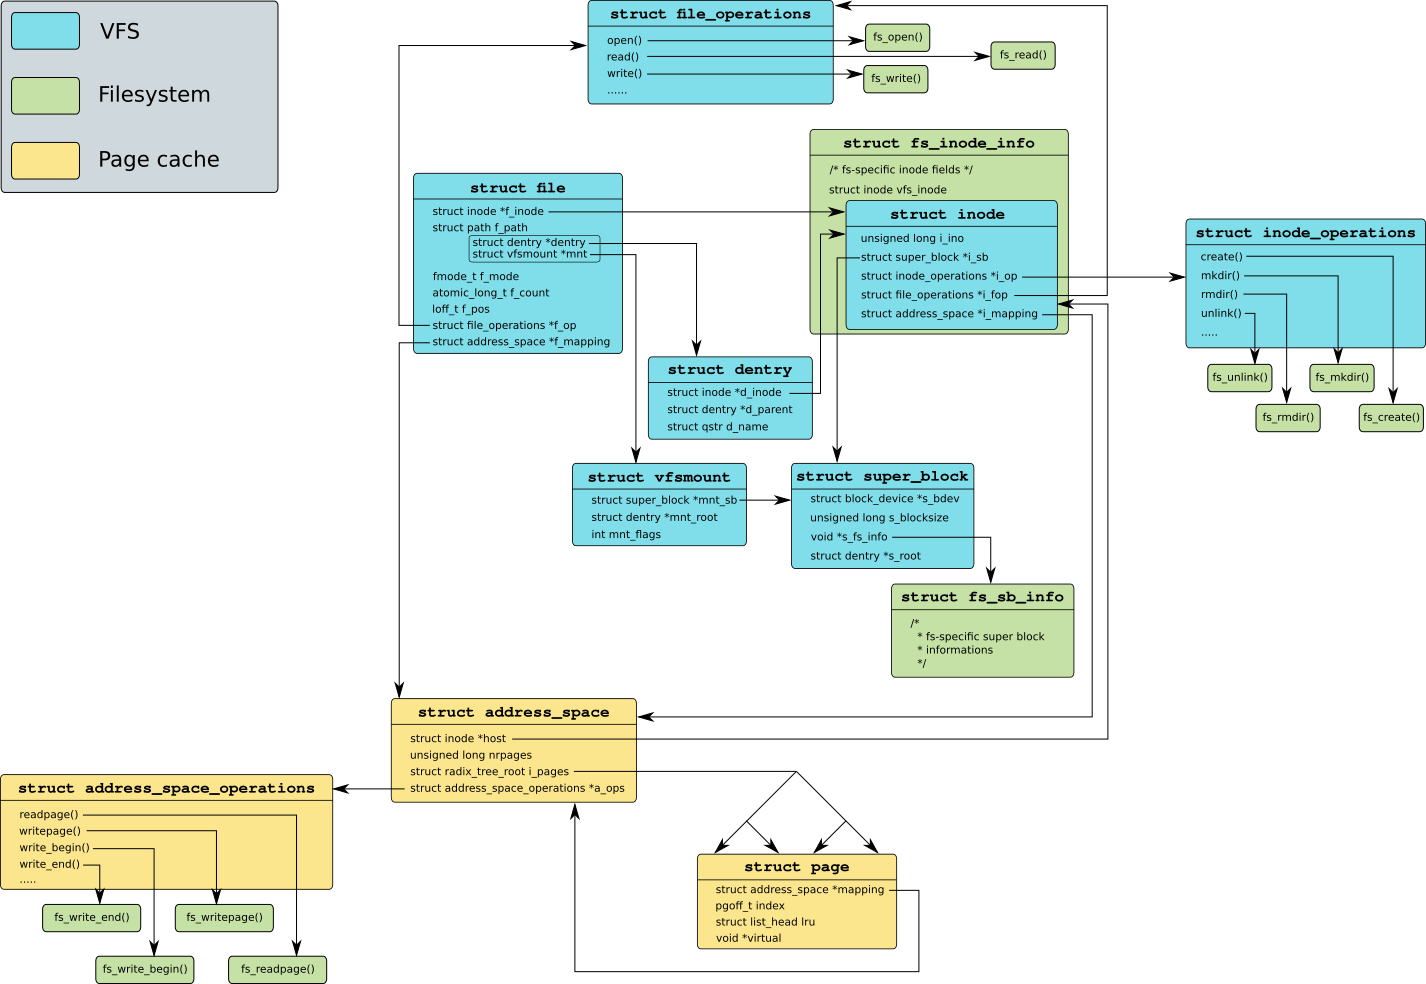 VFS
Filesystem
Page cache
struct file_operations
open()
read()
write()
......
fs_open()
fs_read()
fs_write()
struct fs_inode_info
/* fs-specific inode fields */
struct inode vfs_inode
struct inode
unsigned long i_ino
struct super_block *i_sb
struct inode_operations *i_op
struct file_operations *i_fop
struct address_space *i_mapping
struct file
struct inode *f_inode
struct path f_path
struct dentry *dentry
struct vfsmount *mnt
fmode_t f_mode
atomic_long_t f_count
loff_t f_pos
struct file_operations *f_op
struct address_space *f_mapping
struct inode_operations
create()
mkdir()
rmdir()
unlink()
.....
fs_unlink()
fs_mkdir()
fs_rmdir()
fs_create()
struct dentry
struct inode *d_inode
struct dentry *d_parent
struct qstr d_name
struct vfsmount
struct super_block *mnt_sb
struct dentry *mnt_root
int mnt_flags
struct super_block
struct block_device *s_bdev
unsigned long s_blocksize
void *s_fs_info
struct dentry *s_root
struct fs_sb_info
/*
* fs-specific super block
* informations
*/
struct address_space
struct inode *host
unsigned long nrpages
struct radix_tree_root i_pages
struct address_space_operations *a_ops
struct address_space_operations
readpage()
writepage()
write_begin()
write_end()
.....
fs_write_end()
fs_writepage()
fs_write_begin()
fs_readpage()
struct page
struct address_space *mapping
pgoff_t index
struct list_head lru
void *virtual